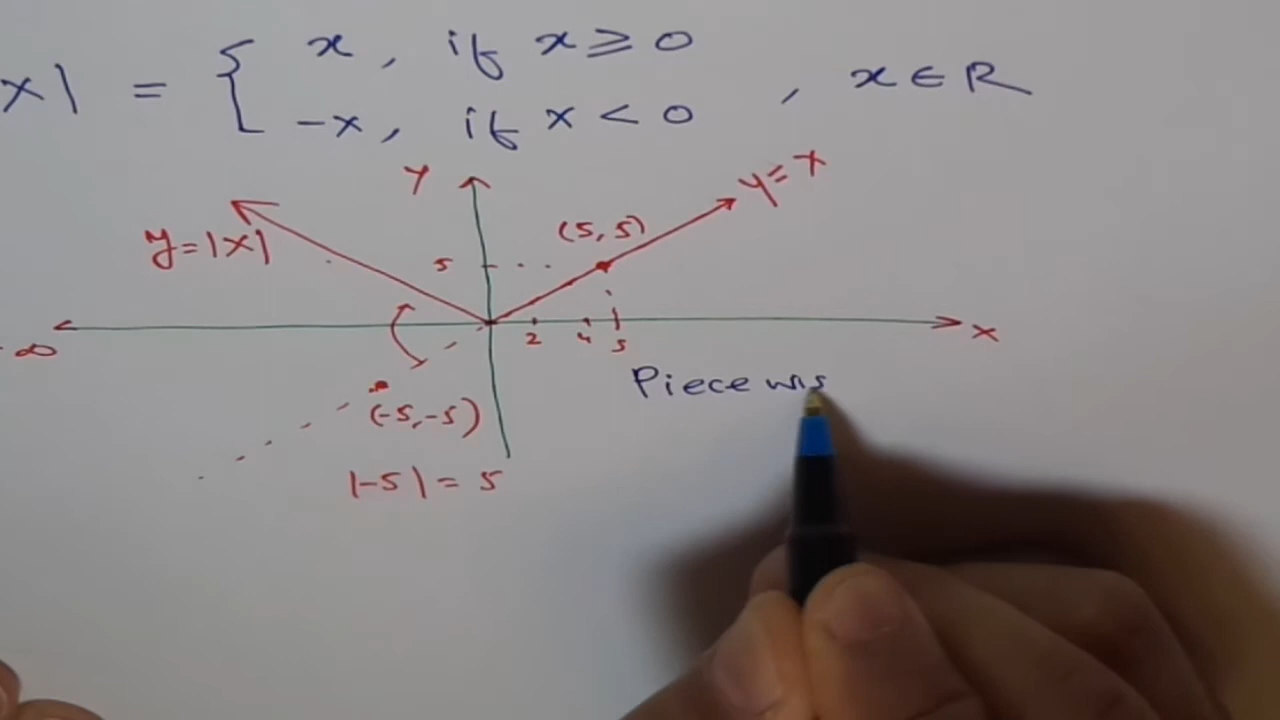 x| = { x, if x ≥ 0
-x, if x < 0 , x ∈ R
y
y = x
y = |x|
(5, 5)
5
-∞
2 4 5
x
Piecewis
(-5, -5)
|-5| = 5